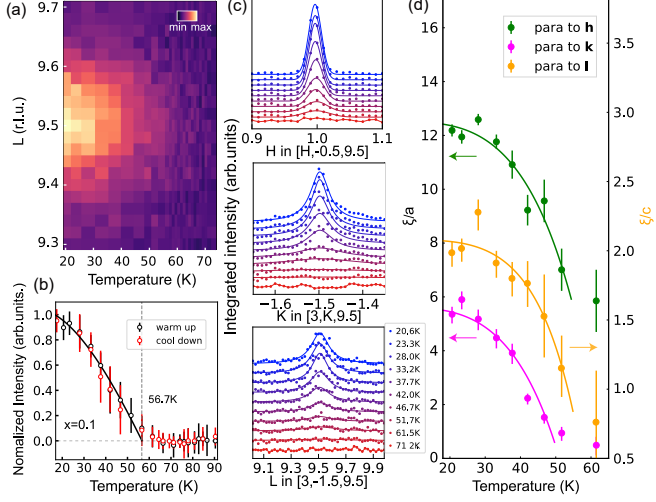 (a)
9.7
9.6
9.5
9.4
9.3
L (r.l.u.)
min max
20 30 40 50 60 70
Temperature (K)
(b)
Nomalized Intensity (arb.units.)
1.0
0.8
0.6
0.4
0.2
0.0
warm up
cool down
56.7K
x=0.1
20 30 40 50 60 70 80 90
Temperature (K)
(c)
Integrated intensity (arb.units)
0.9 1.0 1.1
H in [H,-0.5,9.5]
−1.6 −1.5 −1.4
K in [3,K,9.5]
20,6K
23.3K
28.0K
33.2K
37.7K
42.0K
46.7K
51,7K
61.5K
71 2K
9.1 9.3 9.5 9.7 9.9
L in [3,-1.5,9.5]
(d)
para to h
para to k
para to l
ξ/a
16
14
12
10
8
6
4
2
0
ξ/c
3.5
3.0
2.5
2.0
1.5
1.0
0.5
20 30 40 50 60
Temperature (K)